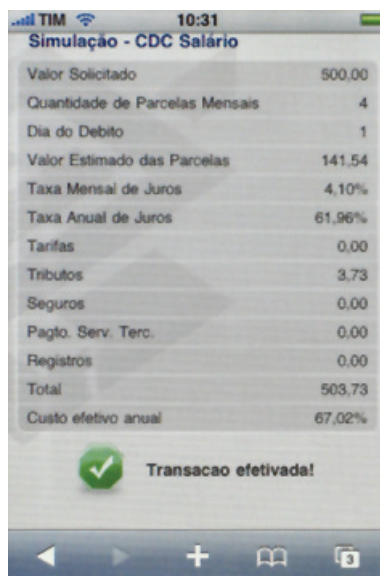 TIM 10:31
Simulação - CDC Salário
Valor Solicitado 500,00
Quantidade de Parcelas Mensais 4
Dia do Debito 1
Valor Estimado das Parcelas 141,54
Taxa Mensal de Juros 4,10%
Taxa Anual de Juros 61,96%
Tarifas 0,00
Tributos 3,73
Seguros 0,00
Pagto. Serv. Terc. 0,00
Registros 0,00
Total 503,73
Custo efetivo anual 67,02%
Transacao efetivada!
3